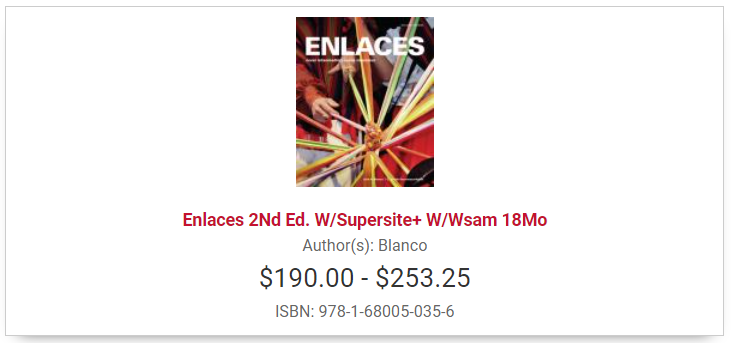 ENLACES
Enlaces 2Nd Ed. W/Supersite+ W/Wsam 18Mo
Author(s): Blanco
$190.00 - $253.25
ISBN: 978-1-68005-035-6